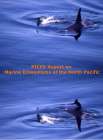 PICES Report on
Marine Ecosystems of the North Pacific